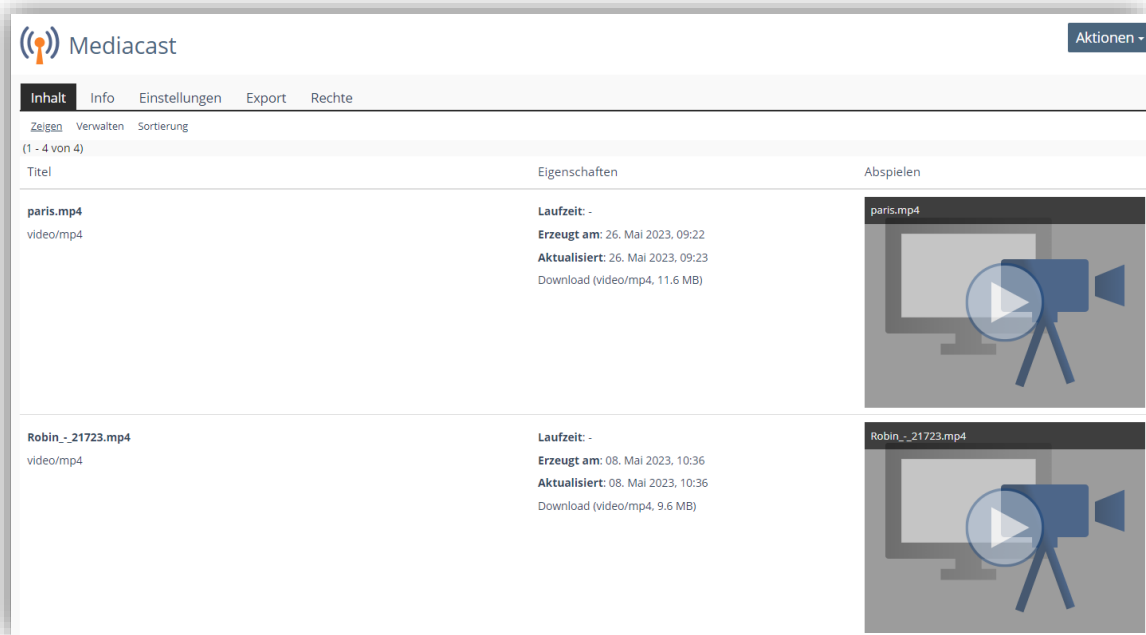 Mediacast
Aktionen
Inhalt Info Einstellungen Export Rechte
Zeigen Verwalten Sortierung
(1 - 4 von 4)
Titel Eigenschaften Abspielen
paris.mp4 Laufzeit: - paris.mp4
video/mp4 Erzeugt am: 26. Mai 2023, 09:22
Aktualisiert: 26. Mai 2023, 09:23
Download (video/mp4, 11.6 MB)
Robin_-_21723.mp4 Laufzeit: - Robin_-_21723.mp4
video/mp4 Erzeugt am: 08. Mai 2023, 10:36
Aktualisiert: 08. Mai 2023, 10:36
Download (video/mp4, 9.6 MB)